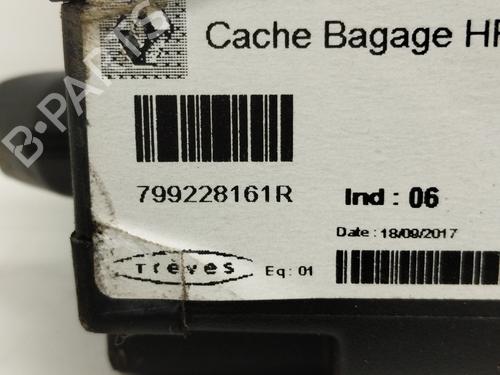 Cache Bagage HF
799228161R
Ind : 06
Date : 18/09/2017
Treves
Eq : 01
B-PARTS